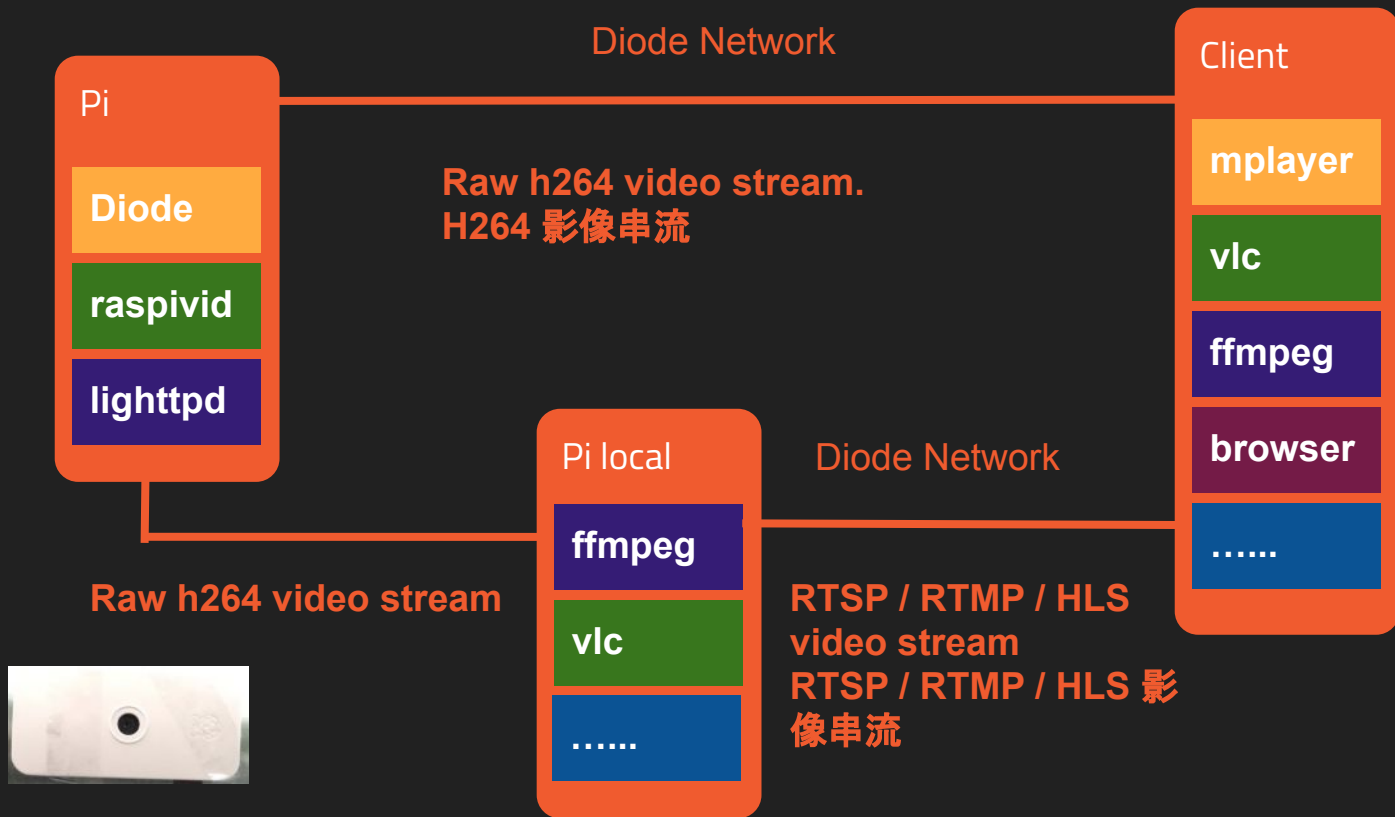 Diode Network
Pi
Diode
raspivid
lighttpd
Raw h264 video stream.
H264 影像串流
Client
mplayer
vlc
ffmpeg
browser
…...
Raw h264 video stream
Pi local
ffmpeg
vlc
…...
Diode Network
RTSP / RTMP / HLS
video stream
RTSP / RTMP / HLS 影
像串流